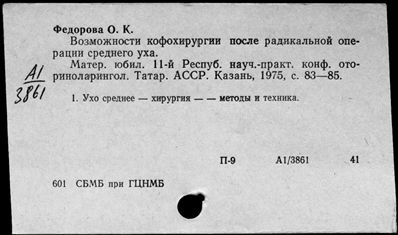 Федорова О. К.
Возможности кофохирургии после радикальной опе-
рации среднего уха.
Матер. юбил. 11-й Респуб. науч.-практ. конф. ото-
риноларингол. Татар. АССР. Казань, 1975, с. 83—85.
А1
3861
1. Ухо среднее — хирургия — — методы и техника.
П-9 А1/3861 41
601 СБМБ при ГЦНМБ